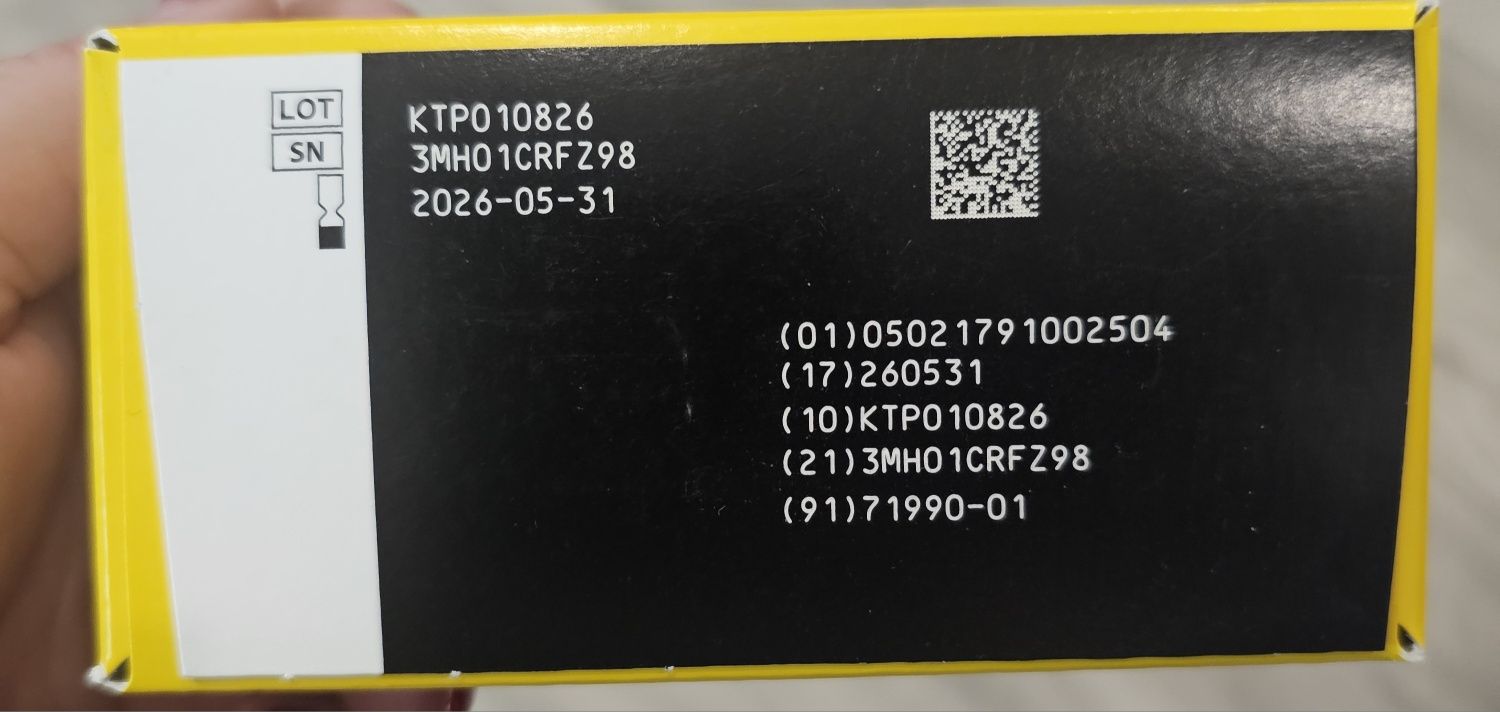 LOT KTP010826
SN 3MH01CRFZ98
2026-05-31
(01)05021791002504
(17)260531
(10)KTP010826
(21)3MH01CRFZ98
(91)71990-01